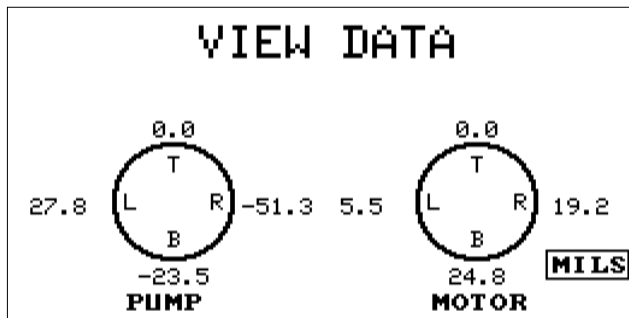 VIEW DATA
0.0 0.0
T T
27.8 L R -51.3 5.5 L R 19.2
B B
-23.5 24.8 MILS
PUMP MOTOR